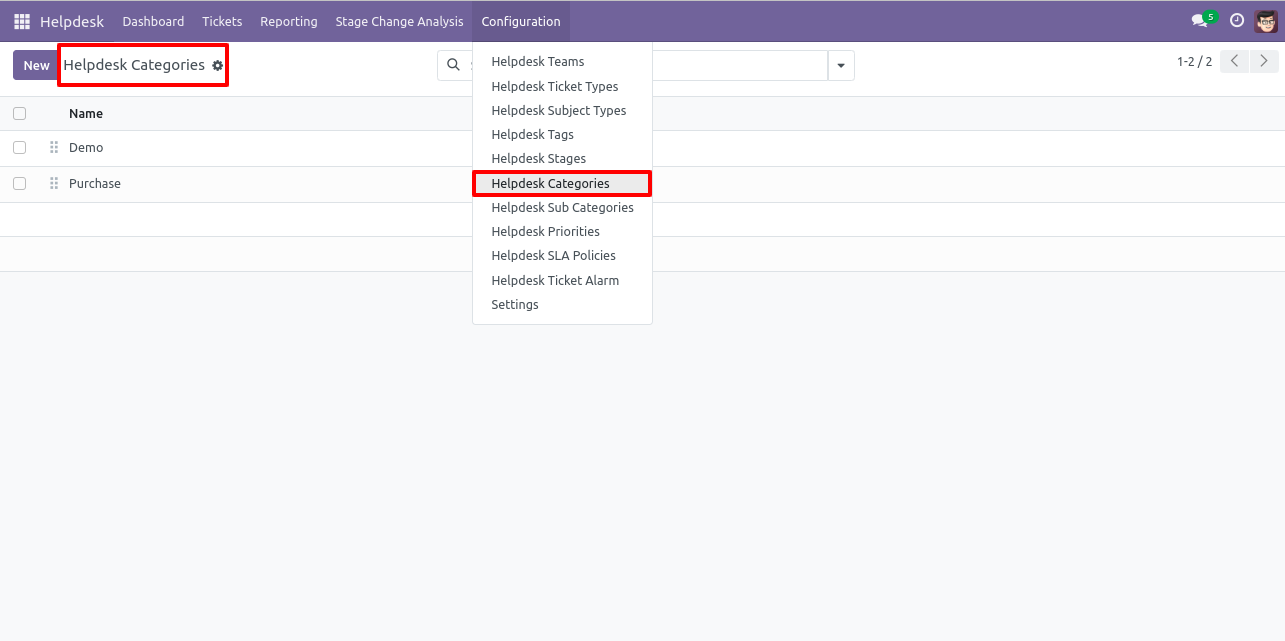 Helpdesk Dashboard Tickets Reporting Stage Change Analysis Configuration 5
New Helpdesk Categories 1-2 / 2
Name
Demo
Purchase
Helpdesk Teams
Helpdesk Ticket Types
Helpdesk Subject Types
Helpdesk Tags
Helpdesk Stages
Helpdesk Categories
Helpdesk Sub Categories
Helpdesk Priorities
Helpdesk SLA Policies
Helpdesk Ticket Alarm
Settings